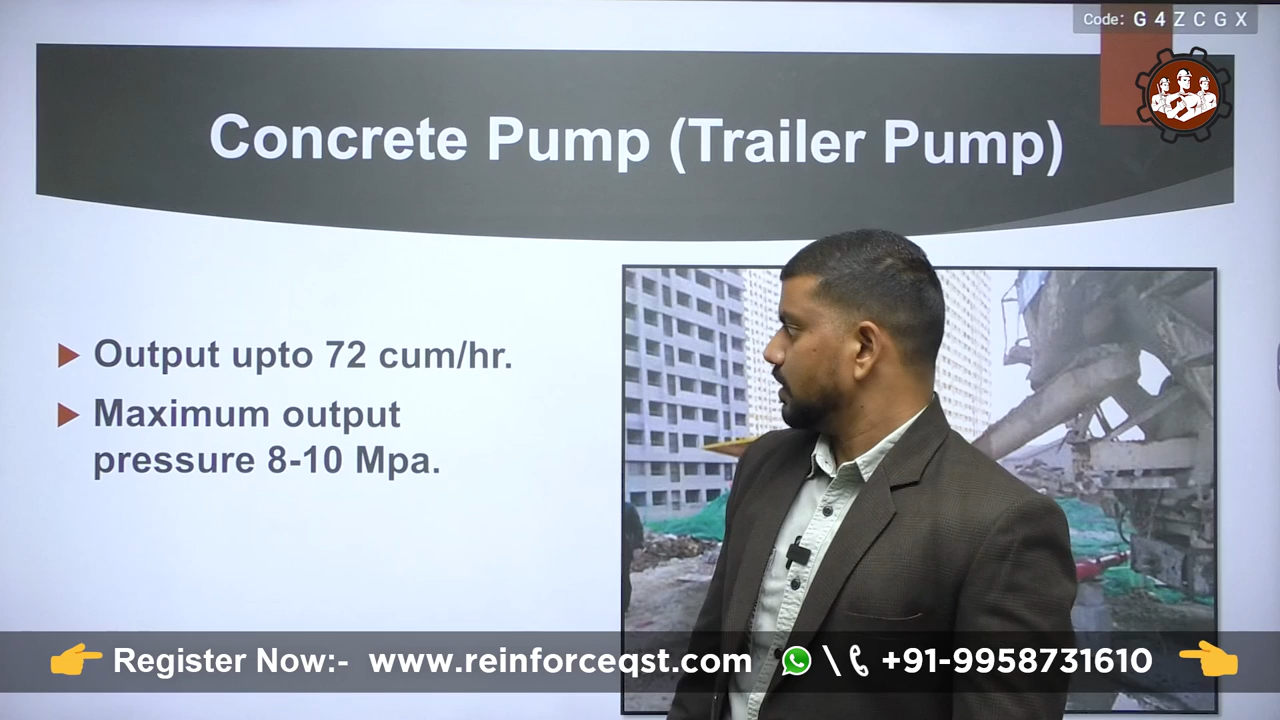 Code: G4ZCGX
Concrete Pump (Trailer Pump)
Output upto 72 cum/hr.
Maximum output
pressure 8-10 Mpa.
Register Now:- www.reinforceqst.com \ +91-9958731610